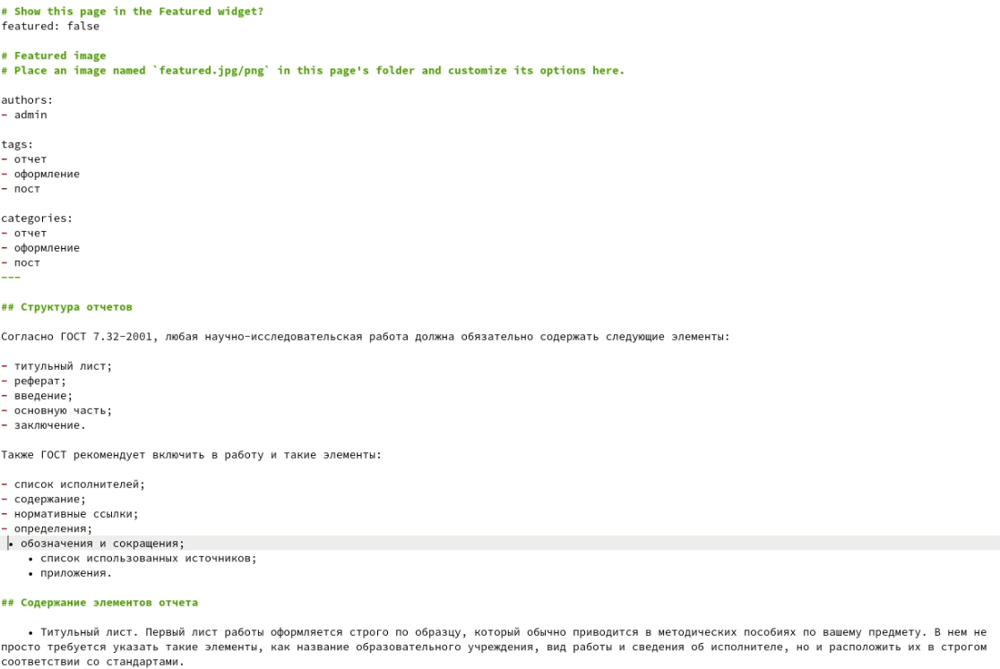 # Show this page in the Featured widget?
featured: false
# Featured image
# Place an image named `featured.jpg/png` in this page's folder and customize its options here.
authors:
- admin
tags:
- отчет
- оформление
- пост
categories:
- отчет
- оформление
- пост
---
## Структура отчетов
Согласно ГОСТ 7.32-2001, любая научно-исследовательская работа должна обязательно содержать следующие элементы:
- титульный лист;
- реферат;
- введение;
- основную часть;
- заключение.
Также ГОСТ рекомендует включить в работу и такие элементы:
- список исполнителей;
- содержание;
- нормативные ссылки;
- определения;
• обозначения и сокращения;
• список использованных источников;
• приложения.
## Содержание элементов отчета
• Титульный лист. Первый лист работы оформляется строго по образцу, который обычно приводится в методических пособиях по вашему предмету. В нем не
просто требуется указать такие элементы, как название образовательного учреждения, вид работы и сведения об исполнителе, но и расположить их в строгом
соответствии со стандартами.